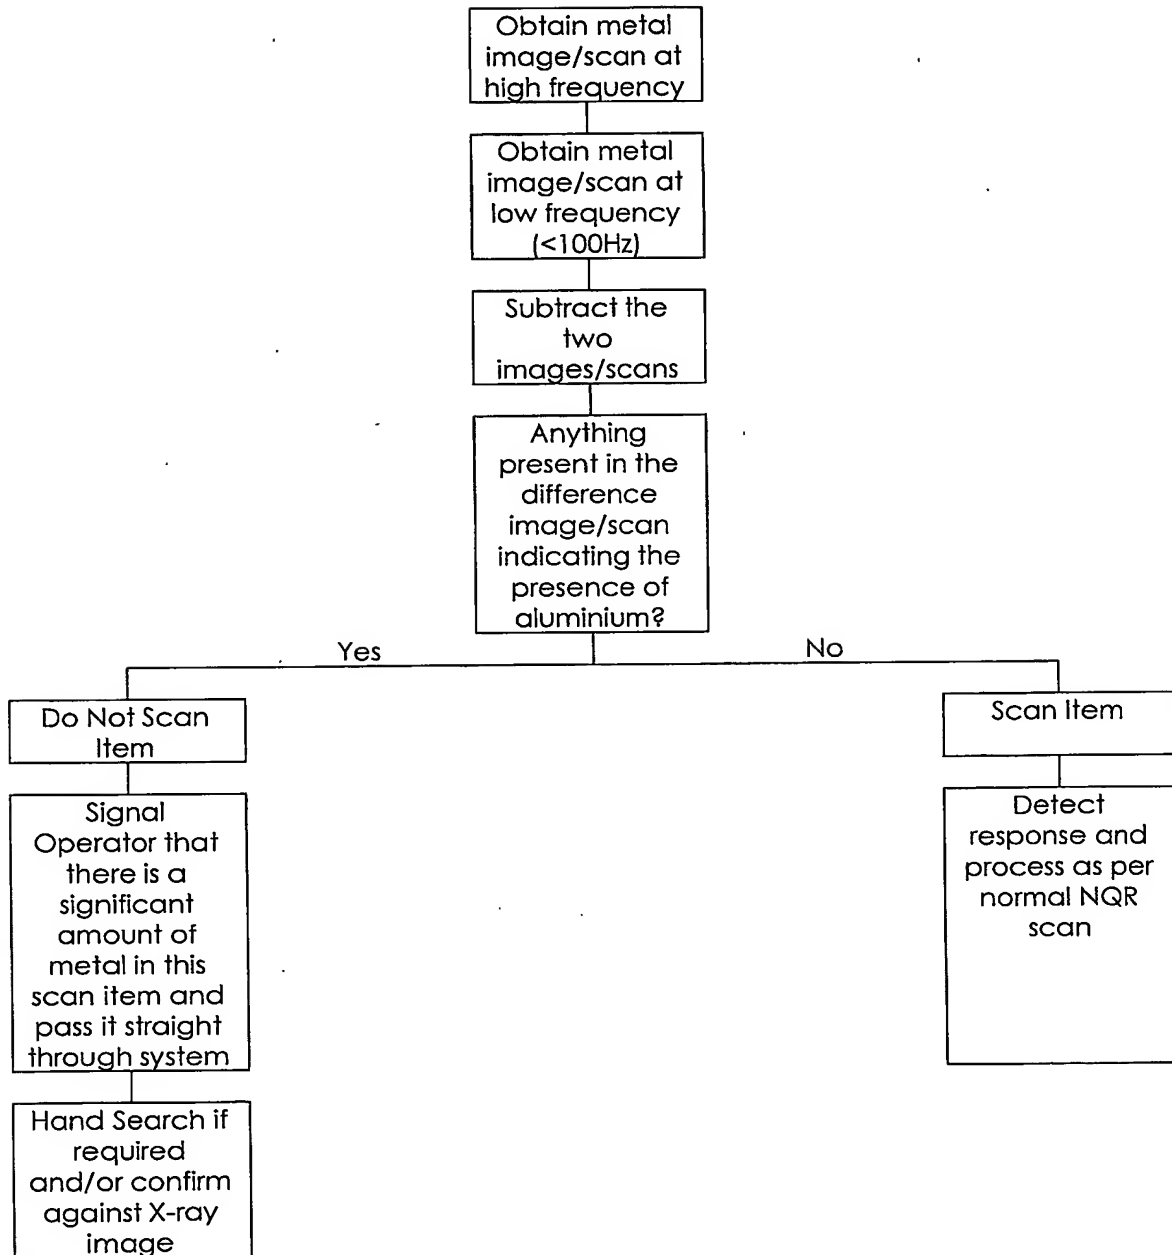 Obtain metal
image/scan at
high frequency
Obtain metal
image/scan at
low frequency
(<100Hz)
Subtract the
two
images/scans
Anything
present in the
difference
image/scan
indicating the
presence of
aluminium?
Yes
No
Do Not Scan
Item
Signal
Operator that
there is a
significant
amount of
metal in this
scan item and
pass it straight
through system
Hand Search if
required
and/or confirm
against X-ray
image
Scan Item
Detect
response and
process as per
normal NQR
scan